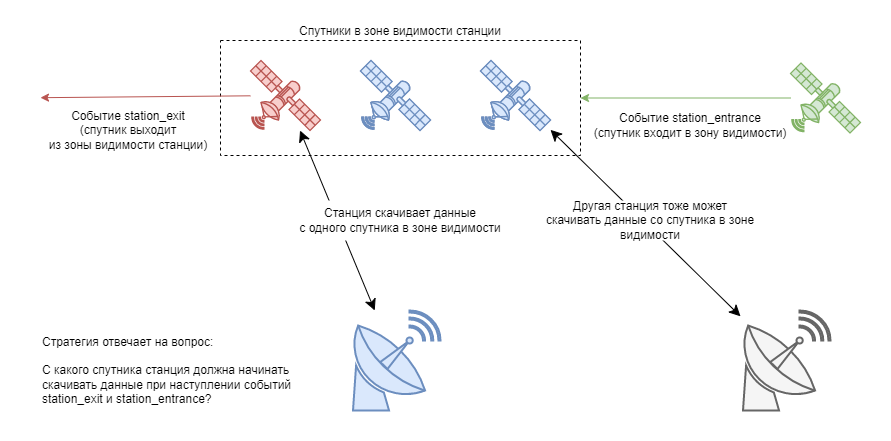 Спутники в зоне видимости станции
Событие station_exit
(спутник выходит
из зоны видимости станции)
Событие station_entrance
(спутник входит в зону видимости)
Станция скачивает данные
с одного спутника в зоне видимости
Другая станция тоже может
скачивать данные со спутника в зоне
видимости
Стратегия отвечает на вопрос:
С какого спутника станция должна начинать
скачивать данные при наступлении событий
station_exit и station_entrance?